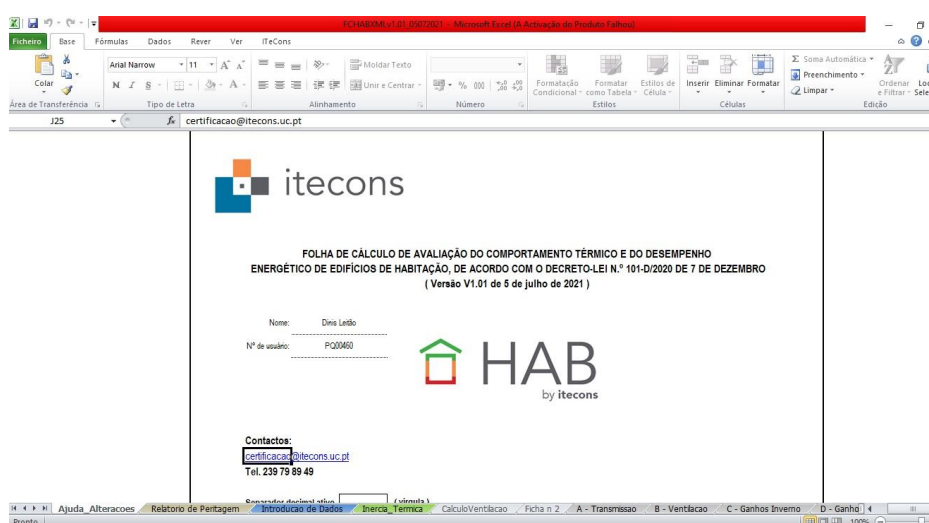 FCHABXMLv1.01_05072021 - Microsoft Excel (A Activação do Produto Falhou)
Ficheiro Base Fórmulas Dados Rever Ver ITeCons
Colar
Arial Narrow 11
Moldar Texto
Unir e Centrar
Formatação Condicional
Formatar como Tabela
Estilos de Célula
Inserir Eliminar Formatar
Σ Soma Automática
Preenchimento
Limpar
Ordenar e Filtrar
Área de Transferência Tipo de Letra Alinhamento Número Estilos Células Edição
J25 fx certificacao@itecons.uc.pt
itecons
FOLHA DE CÁLCULO DE AVALIAÇÃO DO COMPORTAMENTO TÉRMICO E DO DESEMPENHO
ENERGÉTICO DE EDIFÍCIOS DE HABITAÇÃO, DE ACORDO COM O DECRETO-LEI N.º 101-D/2020 DE 7 DE DEZEMBRO
( Versão V1.01 de 5 de julho de 2021 )
Nome: Dinis Leitão
Nº de usuário: PQ00460
HAB
by itecons
Contactos:
certificacao@itecons.uc.pt
Tel. 239 79 89 49
Separador decimal ativo ( vírgula )
Ajuda_Alteracoes Relatorio de Peritagem Introducao de Dados Inercia_Termica CalculoVentilacao Ficha n 2 A - Transmissao B - Ventilacao C - Ganhos Inverno D - Ganho
Pronto 100%